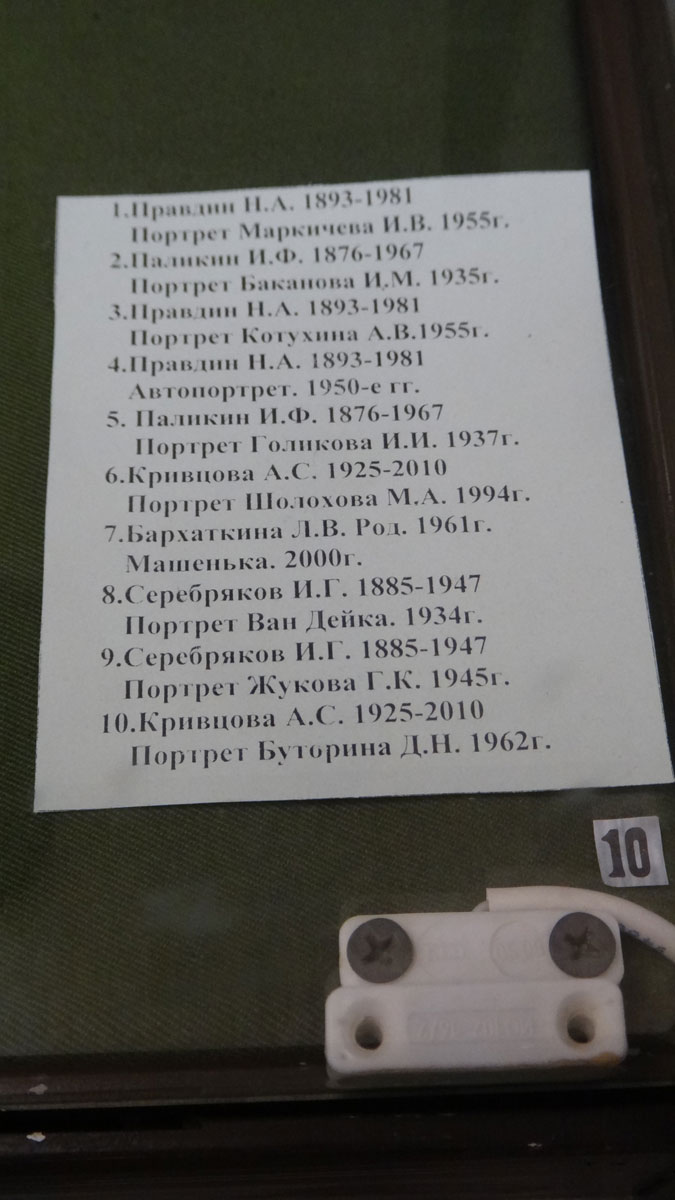 1.Правдин Н.А. 1893-1981
Портрет Маркичева И.В. 1955г.
2.Паликин И.Ф. 1876-1967
Портрет Баканова И.М. 1935г.
3.Правдин Н.А. 1893-1981
Портрет Котухина А.В.1955г.
4.Правдин Н.А. 1893-1981
Автопортрет. 1950-е гг.
5. Паликин И.Ф. 1876-1967
Портрет Голикова И.И. 1937г.
6.Кривцова А.С. 1925-2010
Портрет Шолохова М.А. 1994г.
7.Бархаткина Л.В. Род. 1961г.
Машенька. 2000г.
8.Серебряков И.Г. 1885-1947
Портрет Ван Дейка. 1934г.
9.Серебряков И.Г. 1885-1947
Портрет Жукова Г.К. 1945г.
10.Кривцова А.С. 1925-2010
Портрет Буторина Д.Н. 1962г.
10